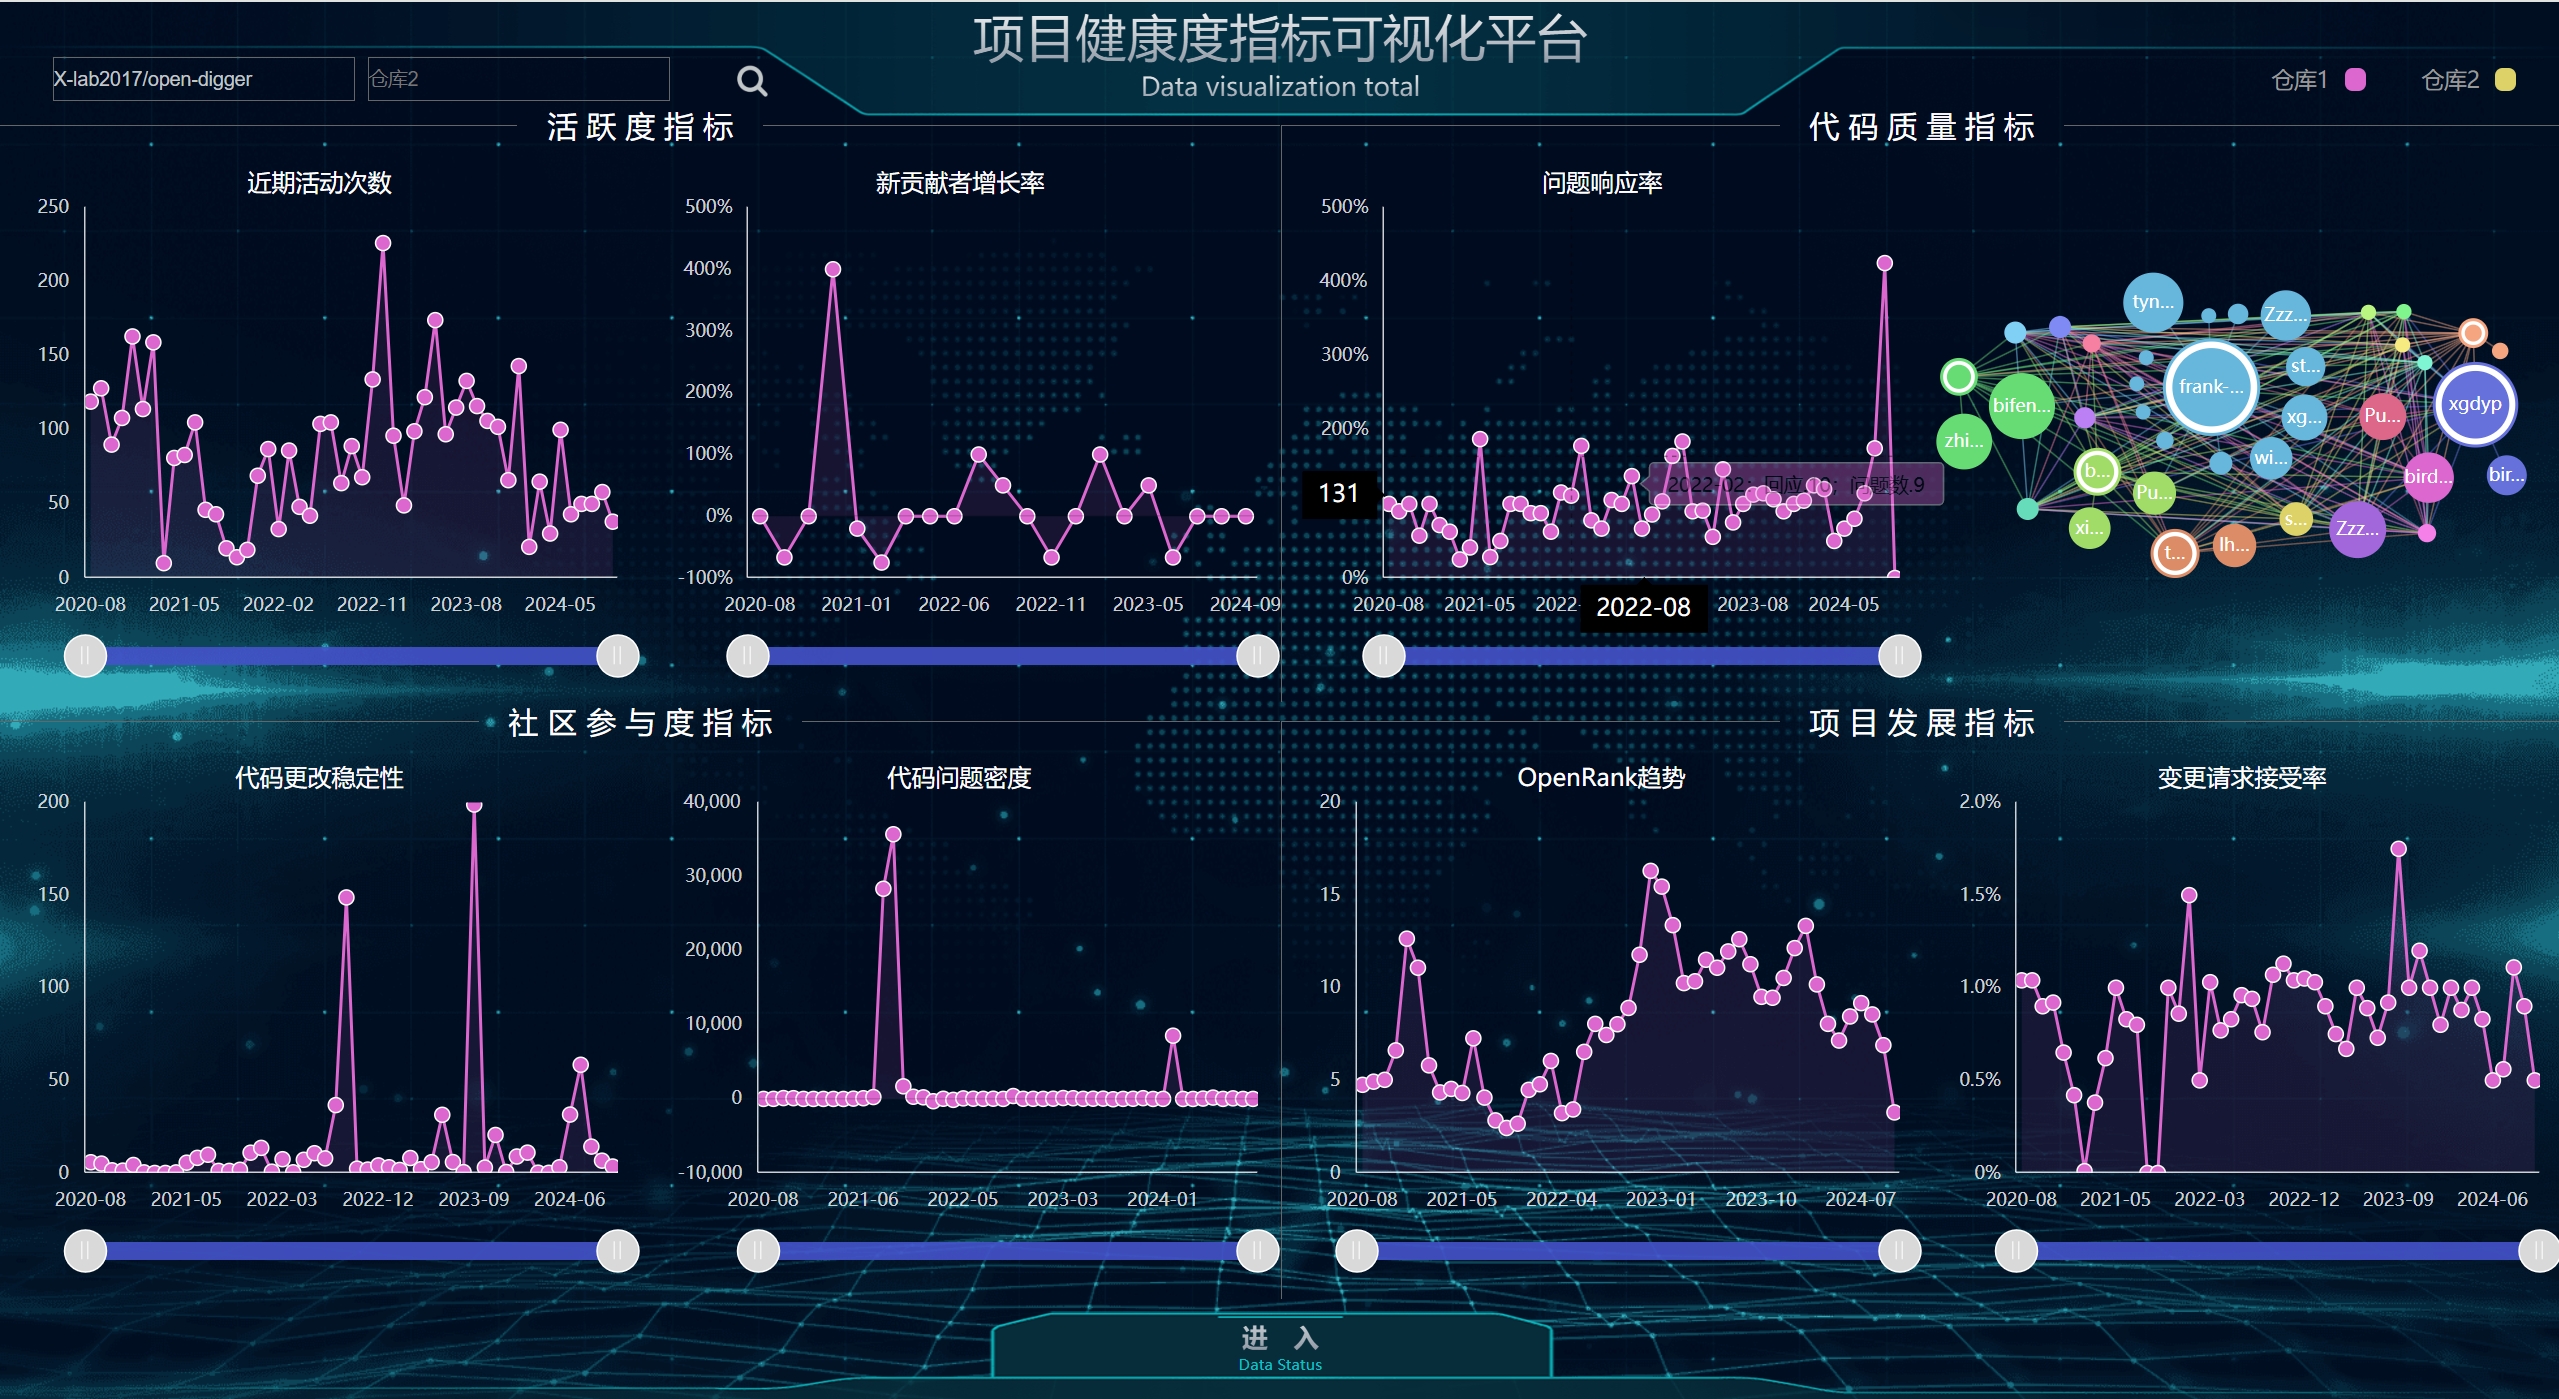 项目健康度指标可视化平台
Data visualization total
X-lab2017/open-digger
仓库2
仓库1
仓库2
活跃度指标
代码质量指标
近期活动次数
250
200
150
100
50
0
2020-08 2021-05 2022-02 2022-11 2023-08 2024-05
新贡献者增长率
500%
400%
300%
200%
100%
0%
-100%
2020-08 2021-01 2022-06 2022-11 2023-05 2024-09
问题响应率
500%
400%
300%
200%
131
0%
2020-08 2021-05 2022- 2022-08 2023-08 2024-05
tyn...
Zzz...
frank-...
st...
bifen...
xg...
Pu...
xgdyp
zhi...
wi...
b...
bird...
bir...
Pu...
xi...
s...
Zzz...
t...
lh...
社区参与度指标
项目发展指标
代码更改稳定性
200
150
100
50
0
2020-08 2021-05 2022-03 2022-12 2023-09 2024-06
代码问题密度
40,000
30,000
20,000
10,000
0
-10,000
2020-08 2021-06 2022-05 2023-03 2024-01
OpenRank趋势
20
15
10
5
0
2020-08 2021-05 2022-04 2023-01 2023-10 2024-07
变更请求接受率
2.0%
1.5%
1.0%
0.5%
0%
2020-08 2021-05 2022-03 2022-12 2023-09 2024-06
进 入
Data Status